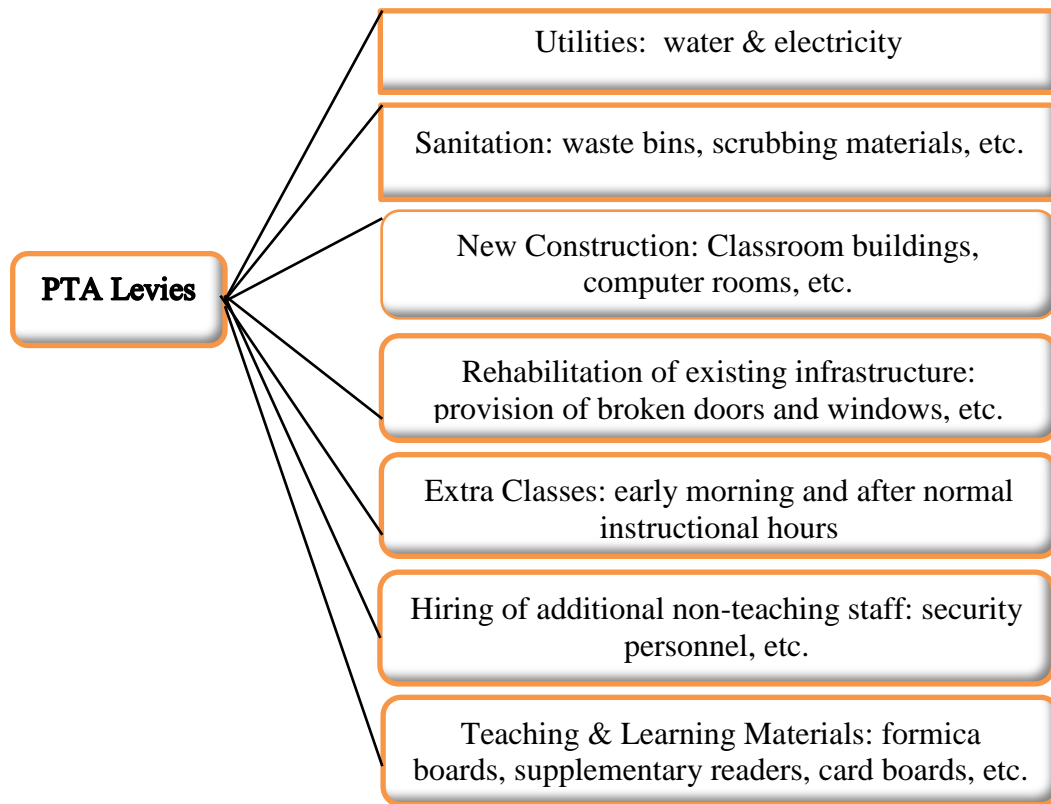 Utilities:  water & electricity
Sanitation: waste bins, scrubbing materials, etc.
New Construction: Classroom buildings,
computer rooms, etc.
PTA Levies
Rehabilitation of existing infrastructure:
provision of broken doors and windows, etc.
Extra Classes: early morning and after normal
instructional hours
Hiring of additional non-teaching staff: security
personnel, etc.
Teaching & Learning Materials: formica
boards, supplementary readers, card boards, etc.